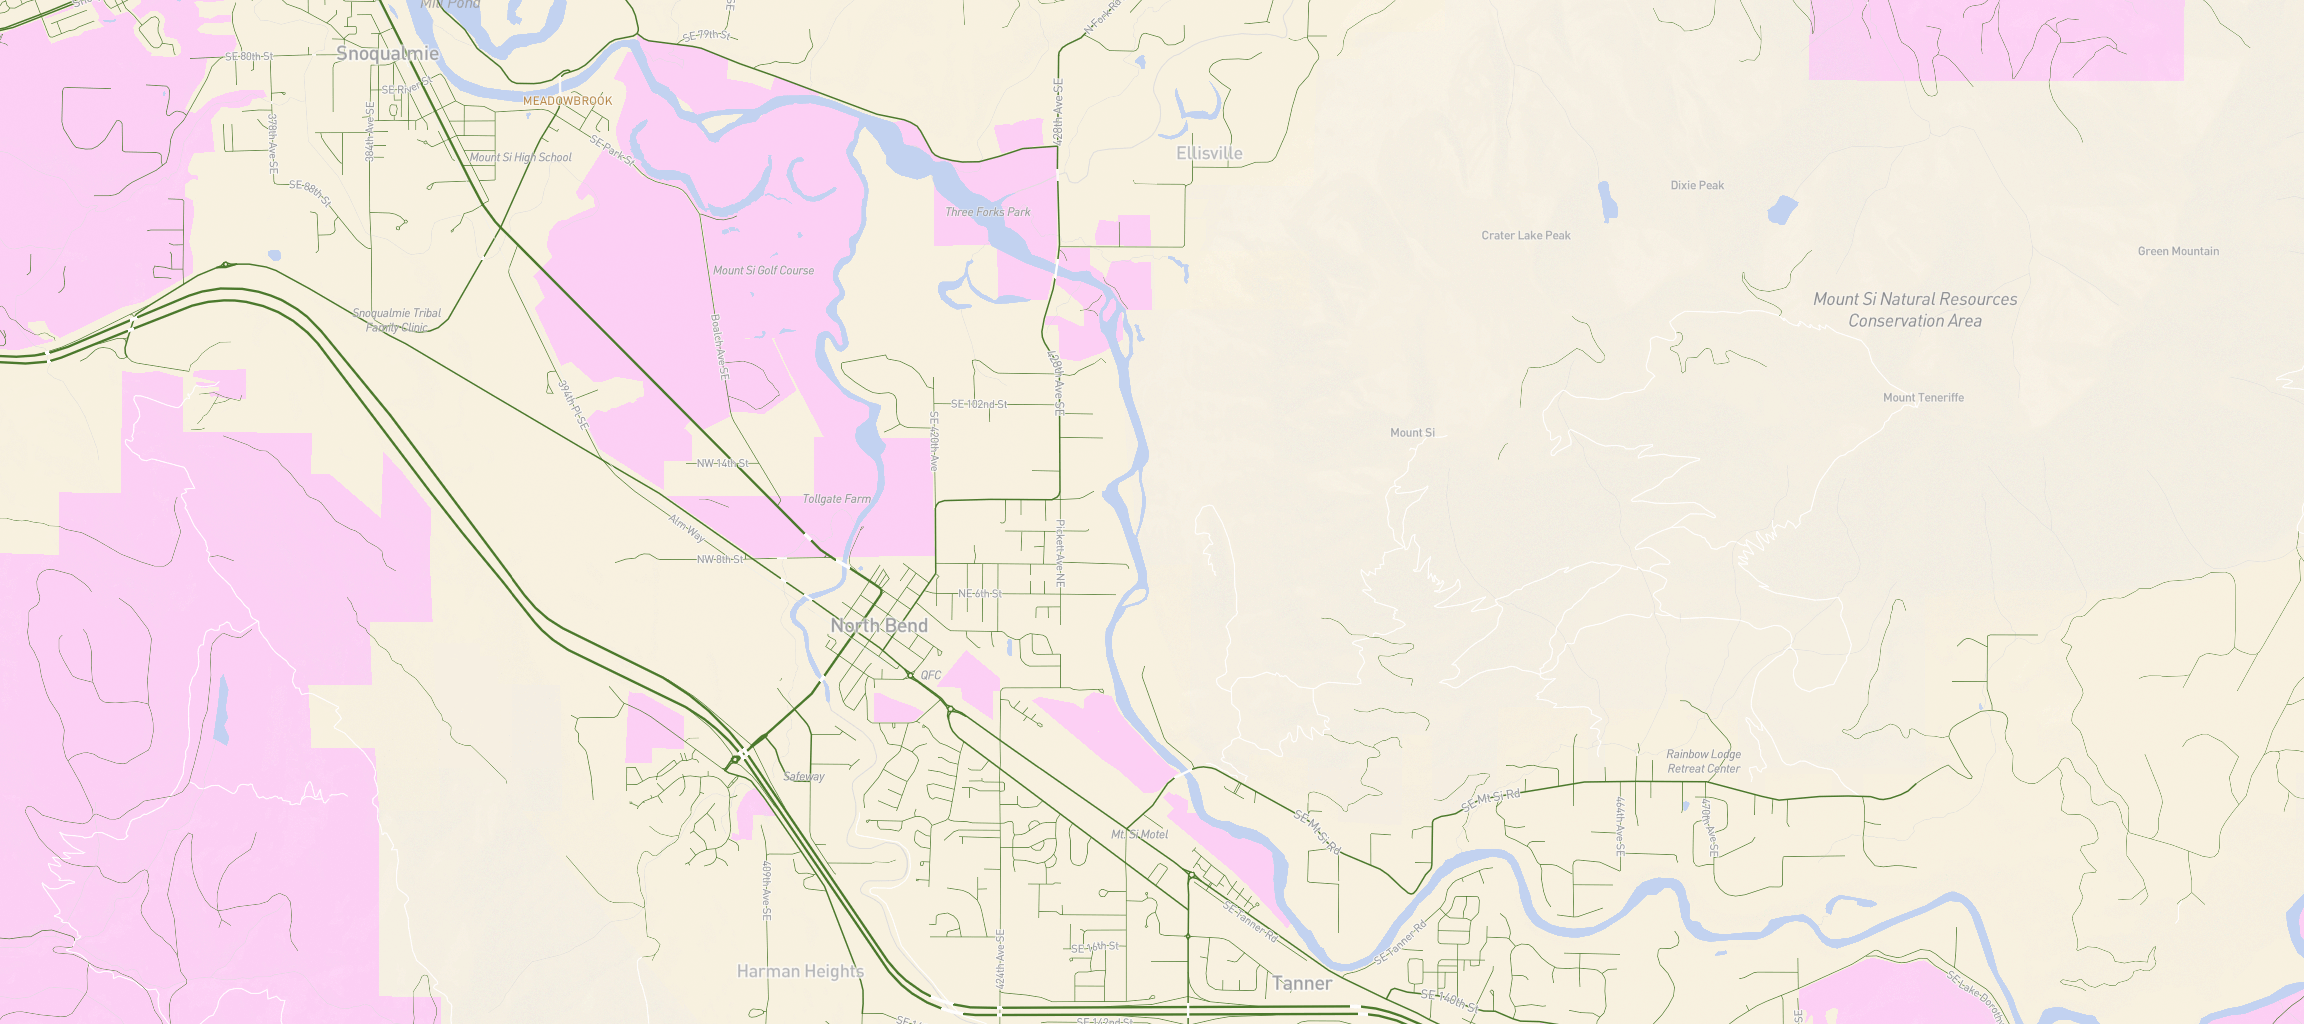 Mill Pond
SE 79th St
N Fork Rd
Snoqualmie
SE 80th St
SE River St
MEADOWBROOK
428th Ave SE
378th Ave SE
384th Ave SE
Mount Si High School
SE Park St
Ellisville
SE 88th St
Dixie Peak
Three Forks Park
Crater Lake Peak
Green Mountain
Mount Si Golf Course
Mount Si Natural Resources
Conservation Area
Snoqualmie Tribal
Family Clinic
Boalch Ave SE
428th Ave SE
394th Pl SE
SE 102nd St
Mount Teneriffe
SE 420th Ave
Mount Si
NW 14th St
Tollgate Farm
Alm Way
NW 8th St
Pickett Ave NE
NE 6th St
North Bend
QFC
Safeway
Rainbow Lodge
Retreat Center
SE Mt Si Rd
SE Mt Si Rd
464th Ave SE
470th Ave SE
Mt. Si Motel
409th Ave SE
SE Tanner Rd
SE Tanner Rd
424th Ave SE
SE 16th St
Harman Heights
Tanner
SE 140th St
SE Lake Doroth
SE 142nd St